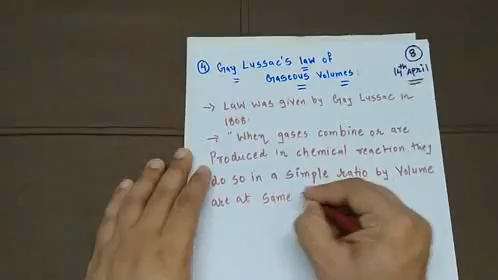 ④ Gay Lussac's law of
Gaseous Volumes.
⑧
14th April
→ Law was given by Gay Lussac in
1808.
→ "When gases combine or are
Produced in chemical reaction they
do so in a simple ratio by Volume
are at same